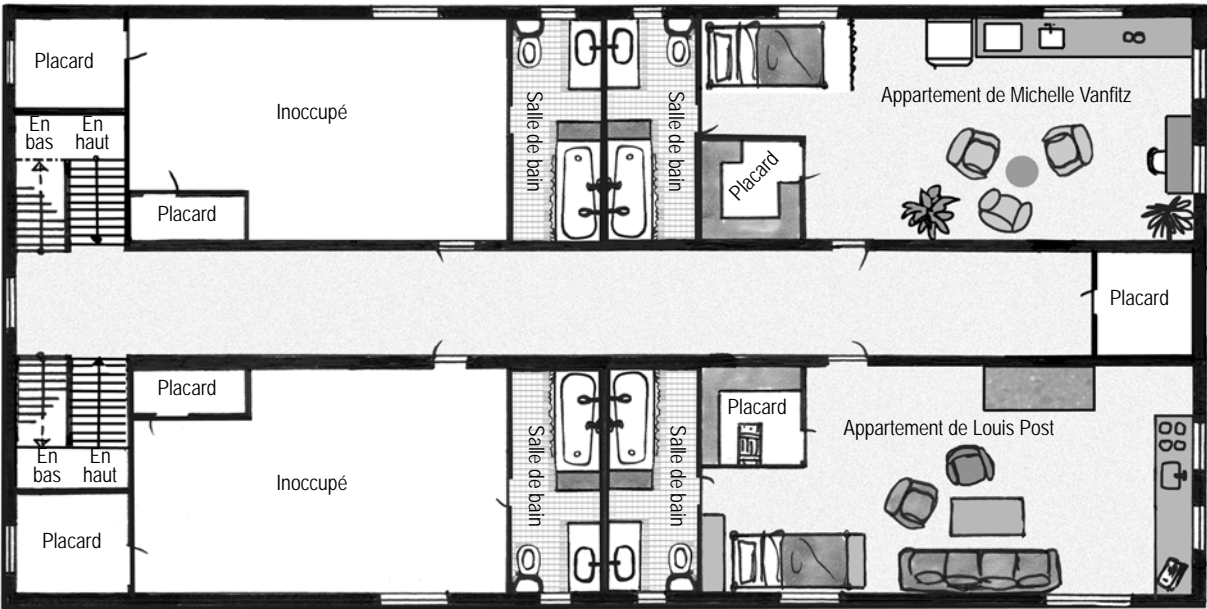 Placard
En
bas
En
haut
Inoccupé
Placard
Salle de bain
Salle de bain
Placard
Appartement de Michelle Vanfitz
Placard
Placard
En
bas
En
haut
Placard
Inoccupé
Salle de bain
Salle de bain
Placard
Appartement de Louis Post